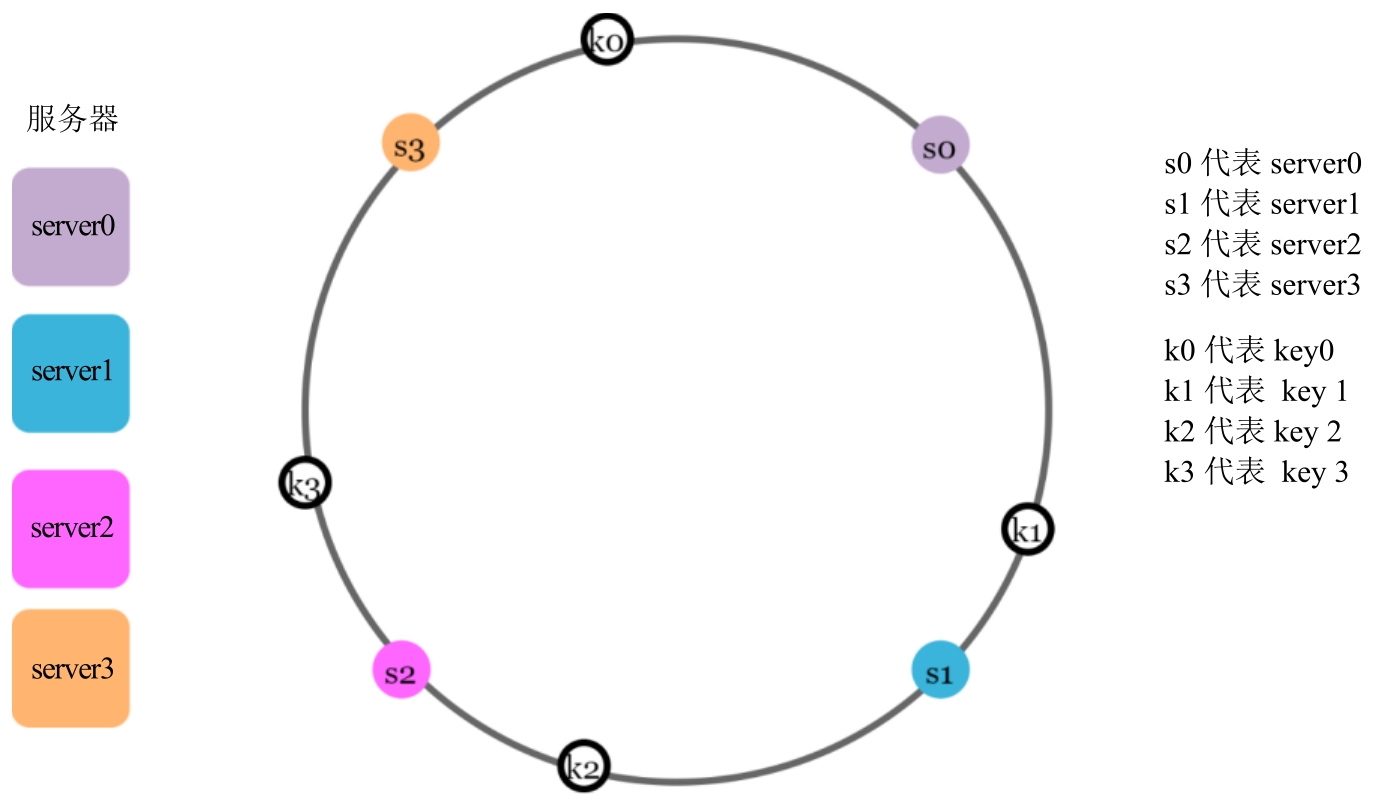 服务器
server0
server1
server2
server3
k0
s3
s0
k3
k1
s2
s1
k2
s0 代表 server0
s1 代表 server1
s2 代表 server2
s3 代表 server3
k0 代表 key0
k1 代表 key 1
k2 代表 key 2
k3 代表 key 3